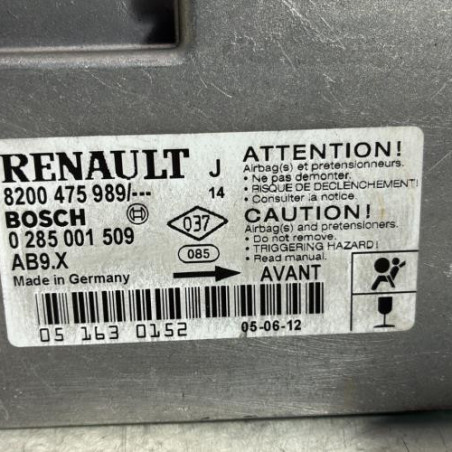 RENAULT J
8200 475 989/--- 14
BOSCH
0 285 001 509
AB9.X
Made in Germany
037
085
AVANT
ATTENTION!
Airbag(s) et pretensionneurs.
• Ne pas demonter.
• RISQUE DE DECLENCHEMENT!
• Consulter la notice.
CAUTION!
Airbag(s) and pretensioners.
• Do not remove.
• TRIGGERING HAZARD!
• Read manual.
05 163 0152
05-06-12